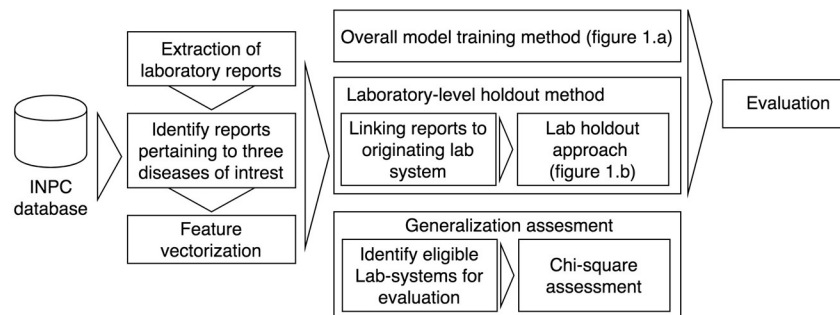 INPC
database
Extraction of
laboratory reports
Identify reports
pertaining to three
diseases of intrest
Feature
vectorization
Overall model training method (figure 1.a)
Laboratory-level holdout method
Linking reports to
originating lab
system
Lab holdout
approach
(figure 1.b)
Generalization assesment
Identify eligible
Lab-systems for
evaluation
Chi-square
assessment
Evaluation